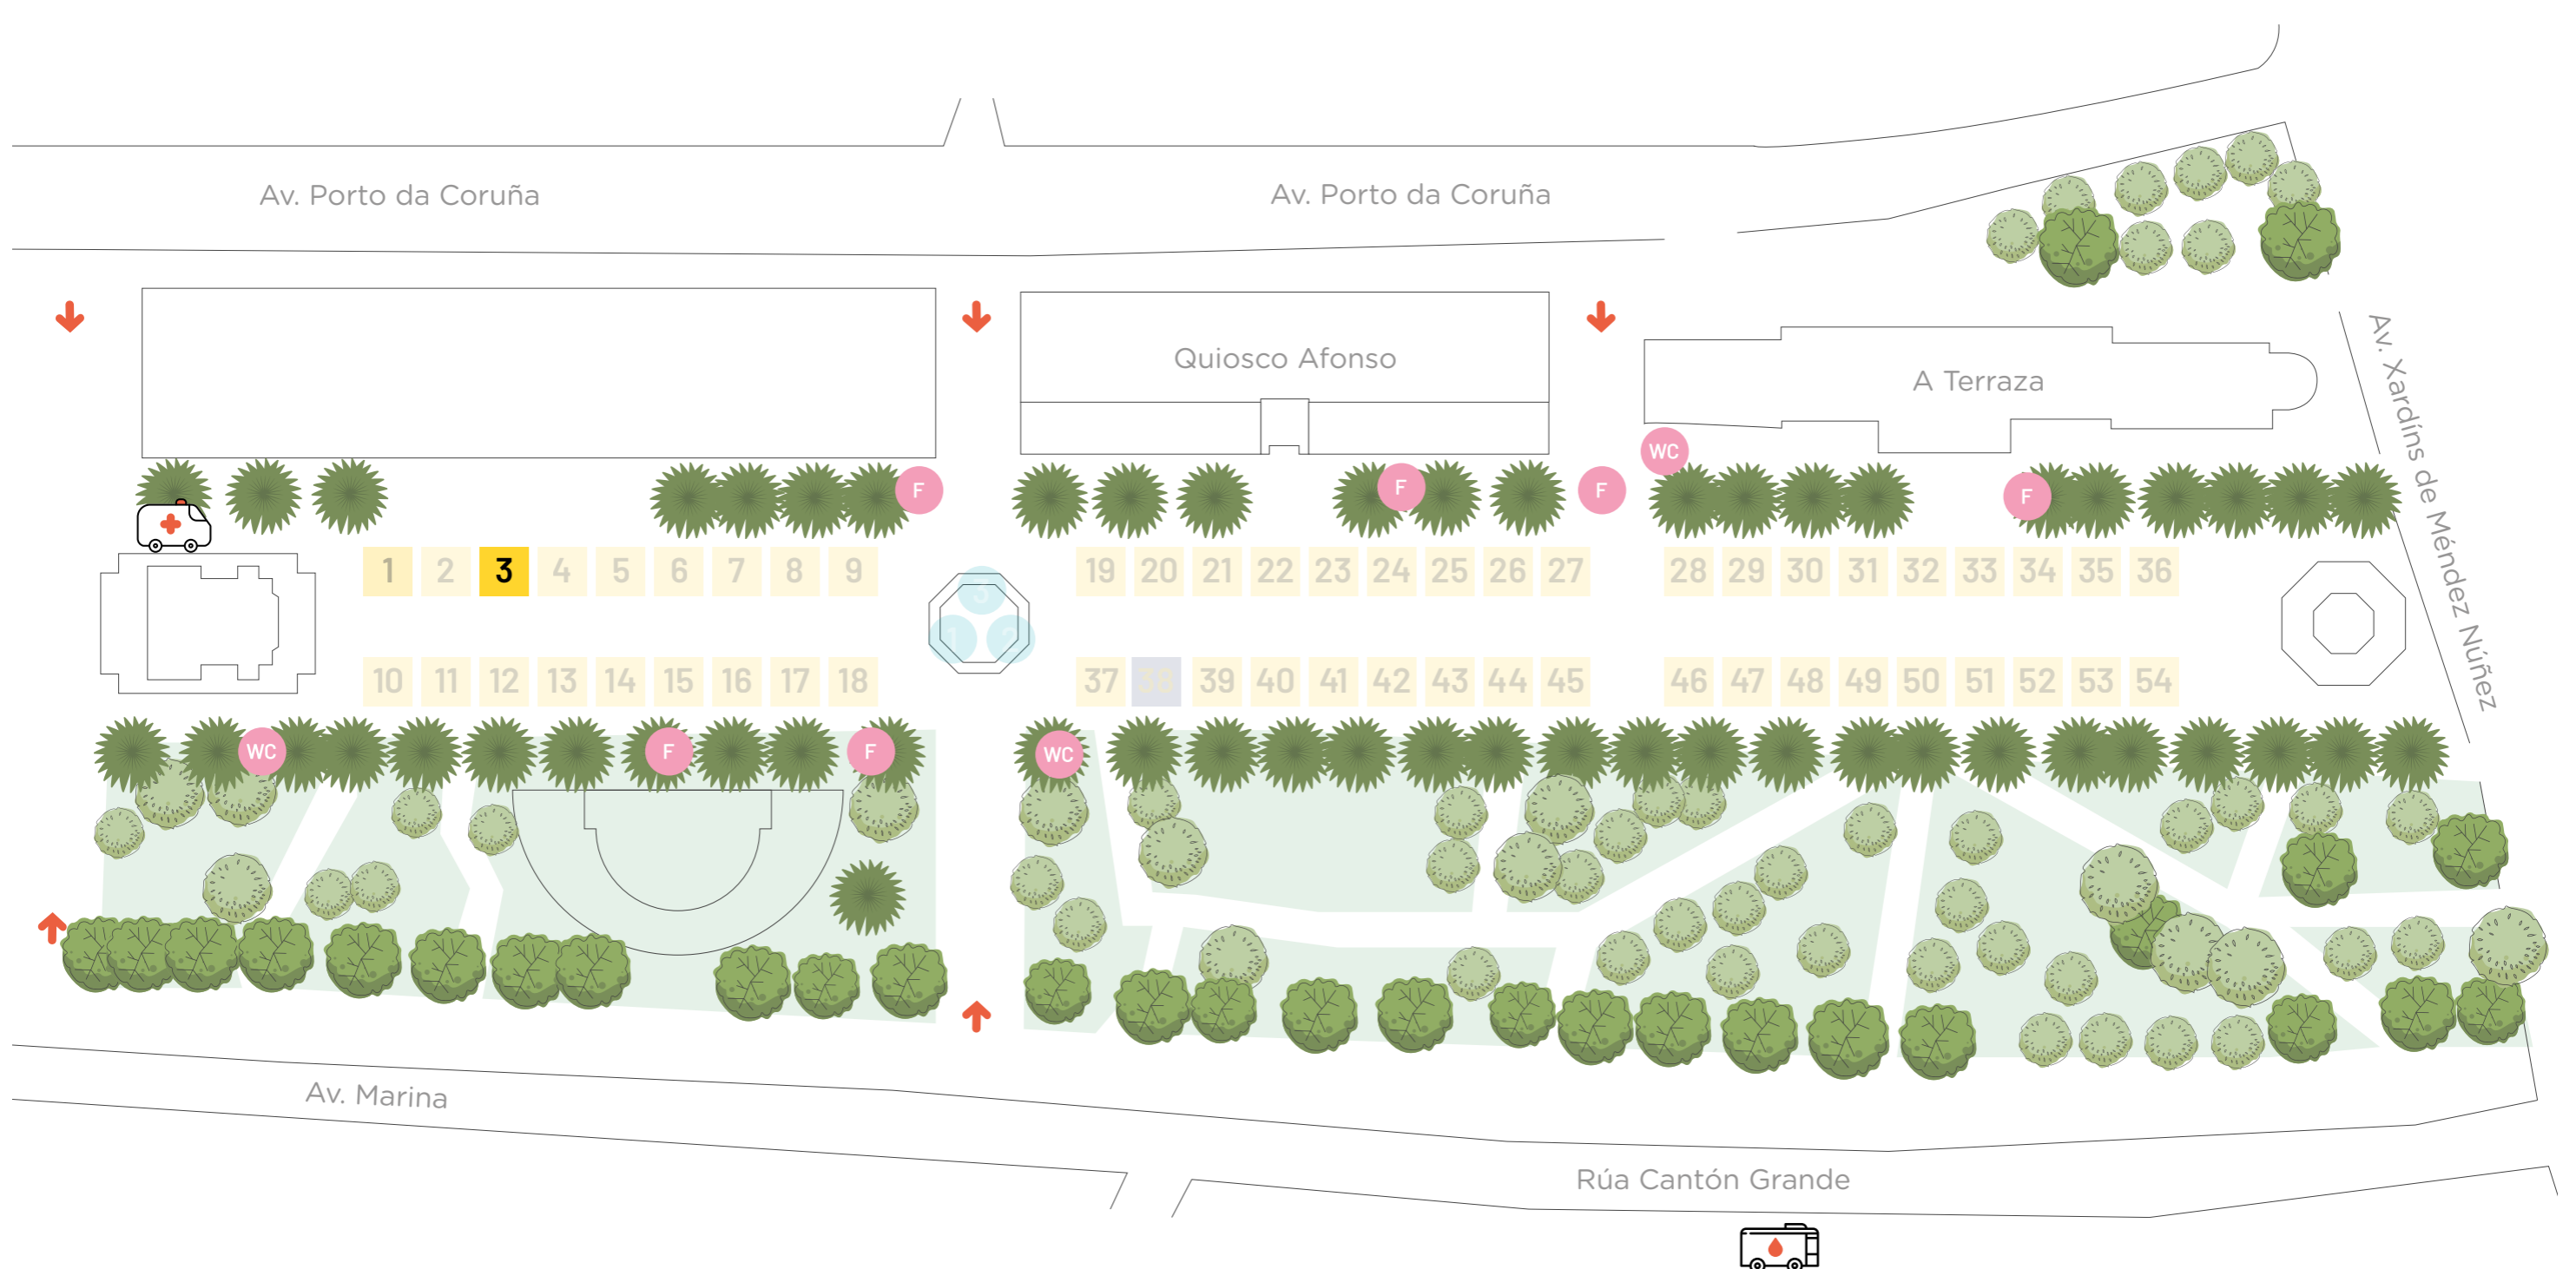 Av. Porto da Coruña
Av. Porto da Coruña
Quiosco Afonso
A Terraza
Av. Xardíns de Méndez Núñez
WC
F
F
F
F
1 2 3 4 5 6 7 8 9
19 20 21 22 23 24 25 26 27
28 29 30 31 32 33 34 35 36
3
1 2
10 11 12 13 14 15 16 17 18
37 38 39 40 41 42 43 44 45
46 47 48 49 50 51 52 53 54
WC
F
F
WC
Av. Marina
Rúa Cantón Grande